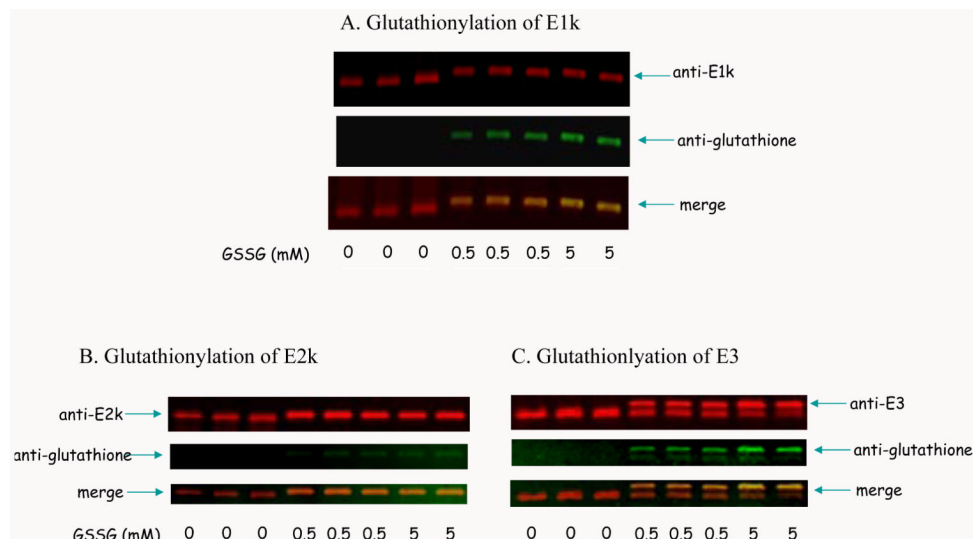 A. Glutathionylation of E1k
anti-E1k
anti-glutathione
merge
GSSG (mM) 0 0 0 0.5 0.5 0.5 5 5
B. Glutathionylation of E2k
anti-E2k
anti-glutathione
merge
GSSG (mM) 0 0 0 0.5 0.5 0.5 5 5
C. Glutathionlyation of E3
anti-E3
anti-glutathione
merge
0 0 0 0.5 0.5 0.5 5 5